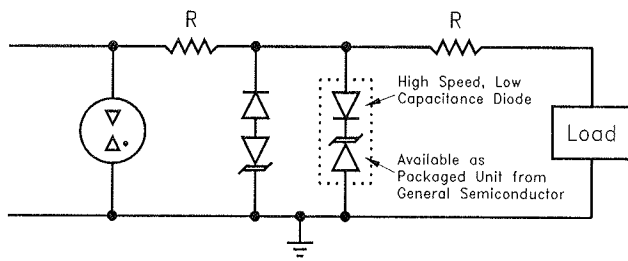 R
R
High Speed, Low
Capacitance Diode
Load
Available as
Packaged Unit from
General Semiconductor